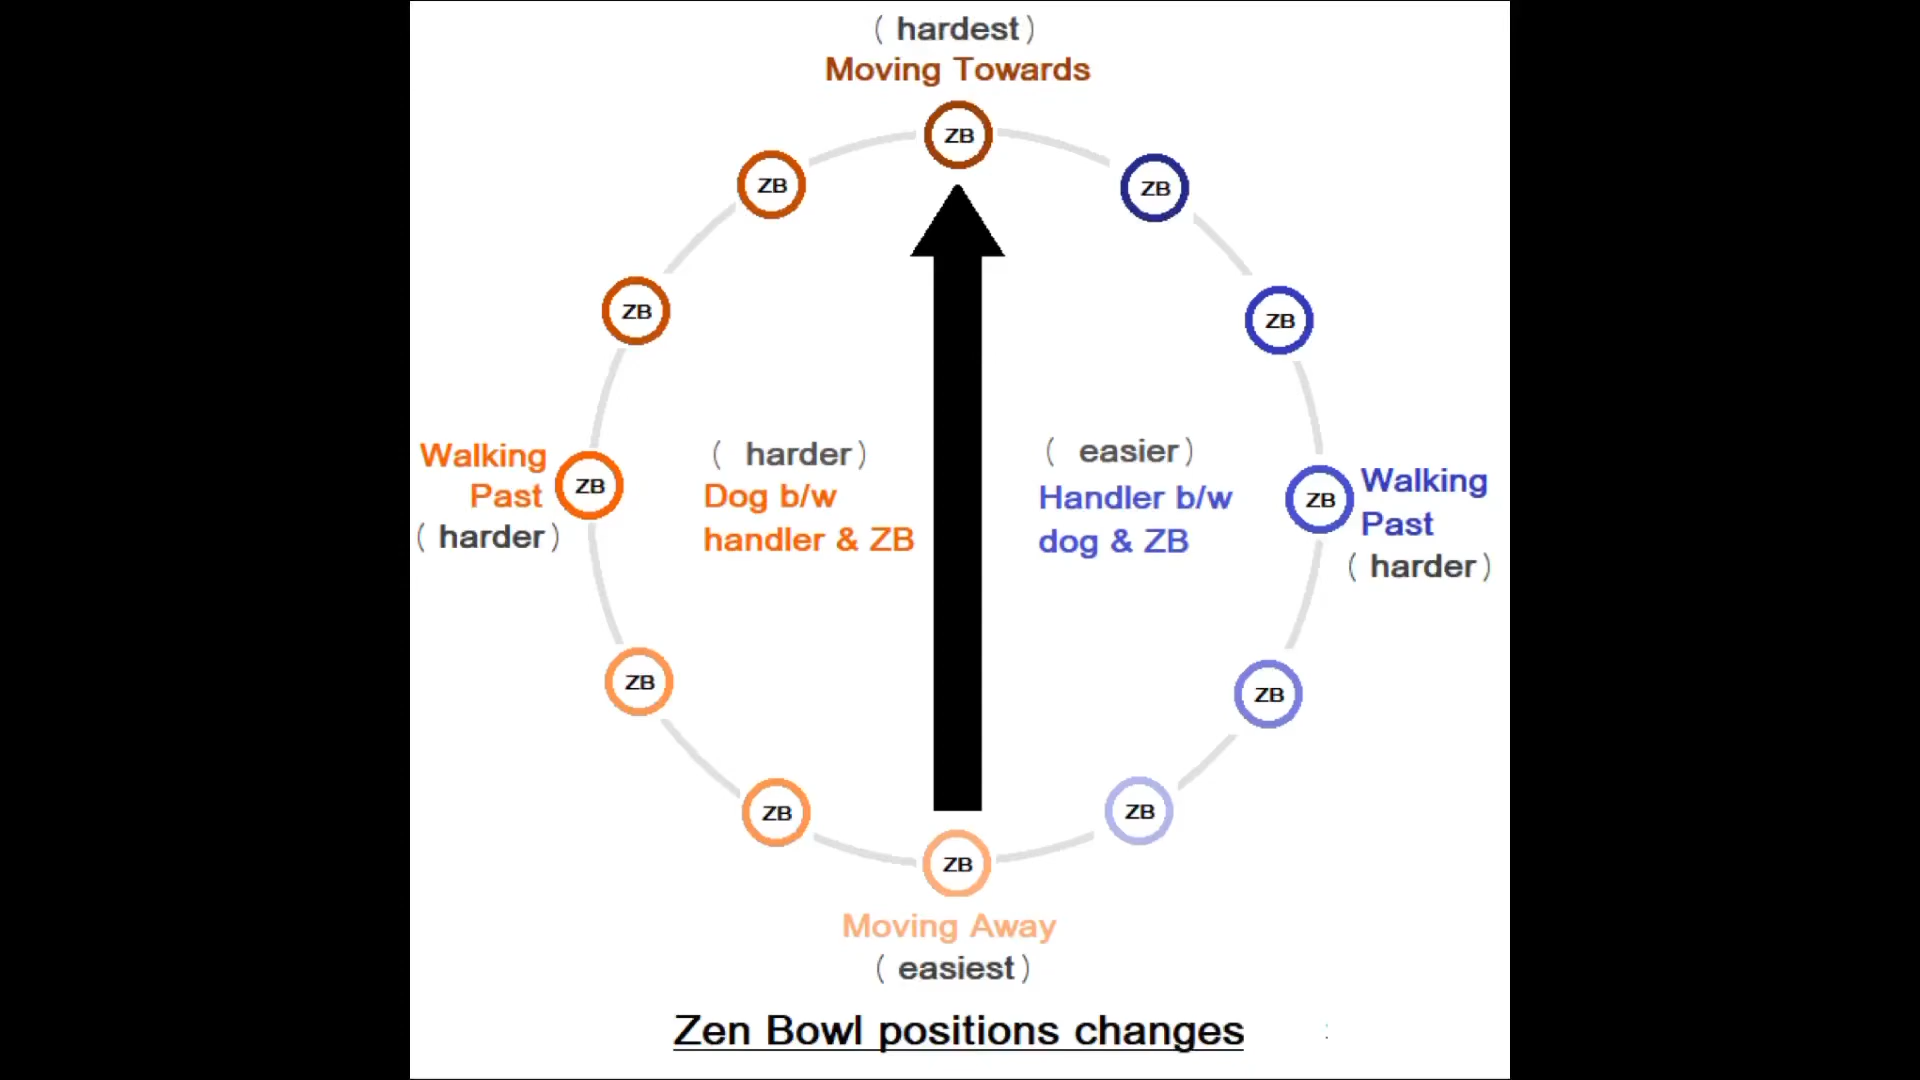 ( hardest )
Moving Towards
ZB
ZB
ZB
ZB
ZB
Walking
Past
( harder )
ZB
( harder )
Dog b/w
handler & ZB
( easier )
Handler b/w
dog & ZB
ZB
Walking
Past
( harder )
ZB
ZB
ZB
ZB
ZB
Moving Away
( easiest )
Zen Bowl positions changes